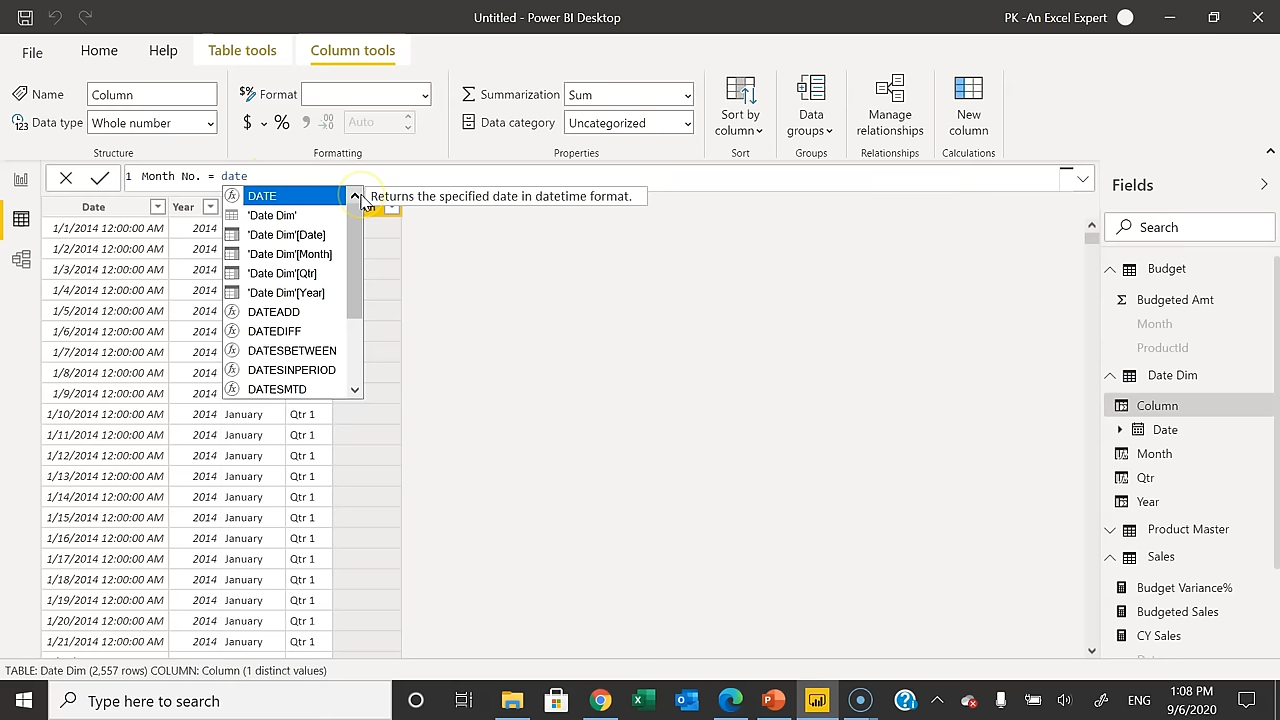 Untitled - Power BI Desktop
PK -An Excel Expert
File
Home
Help
Table tools
Column tools
Name
Column
Data type
Whole number
Structure
Format
$ %
Auto
Formatting
Summarization
Sum
Data category
Uncategorized
Properties
Sort by
column
Sort
Data
groups
Groups
Manage
relationships
Relationships
New
column
Calculations
1 Month No. = date
DATE
Returns the specified date in datetime format.
'Date Dim'
'Date Dim'[Date]
'Date Dim'[Month]
'Date Dim'[Qtr]
'Date Dim'[Year]
DATEADD
DATEDIFF
DATESBETWEEN
DATESINPERIOD
DATESMTD
Date Year
1/1/2014 12:00:00 AM 2014
1/2/2014 12:00:00 AM 2014
1/3/2014 12:00:00 AM 2014
1/4/2014 12:00:00 AM 2014
1/5/2014 12:00:00 AM 2014
1/6/2014 12:00:00 AM 2014
1/7/2014 12:00:00 AM 2014
1/8/2014 12:00:00 AM 2014
1/9/2014 12:00:00 AM 2014
1/10/2014 12:00:00 AM 2014 January Qtr 1
1/11/2014 12:00:00 AM 2014 January Qtr 1
1/12/2014 12:00:00 AM 2014 January Qtr 1
1/13/2014 12:00:00 AM 2014 January Qtr 1
1/14/2014 12:00:00 AM 2014 January Qtr 1
1/15/2014 12:00:00 AM 2014 January Qtr 1
1/16/2014 12:00:00 AM 2014 January Qtr 1
1/17/2014 12:00:00 AM 2014 January Qtr 1
1/18/2014 12:00:00 AM 2014 January Qtr 1
1/19/2014 12:00:00 AM 2014 January Qtr 1
1/20/2014 12:00:00 AM 2014 January Qtr 1
1/21/2014 12:00:00 AM 2014 January Qtr 1
Fields
Search
Budget
Budgeted Amt
Month
ProductId
Date Dim
Column
Date
Month
Qtr
Year
Product Master
Sales
Budget Variance%
Budgeted Sales
CY Sales
TABLE: Date Dim (2,557 rows) COLUMN: Column (1 distinct values)
Type here to search
ENG
1:08 PM
9/6/2020